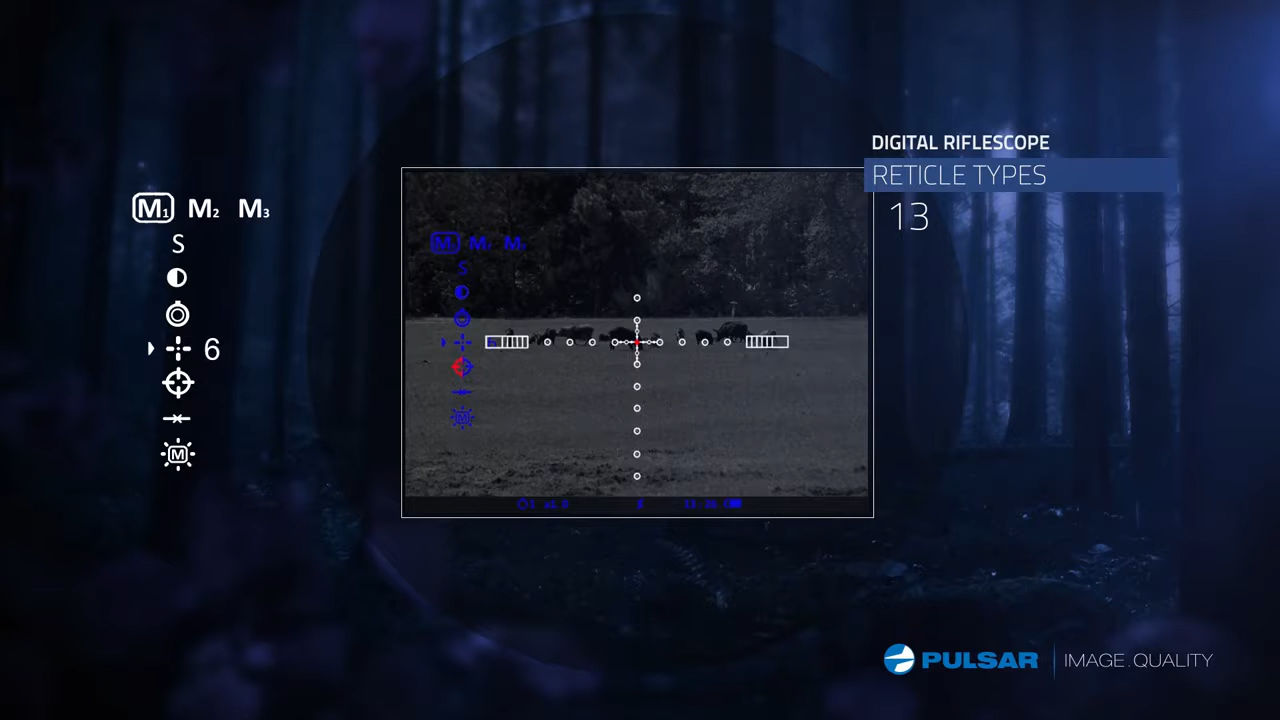 DIGITAL RIFLESCOPE
RETICLE TYPES
13
M1 M2 M3
S
6
M
PULSAR IMAGE.QUALITY